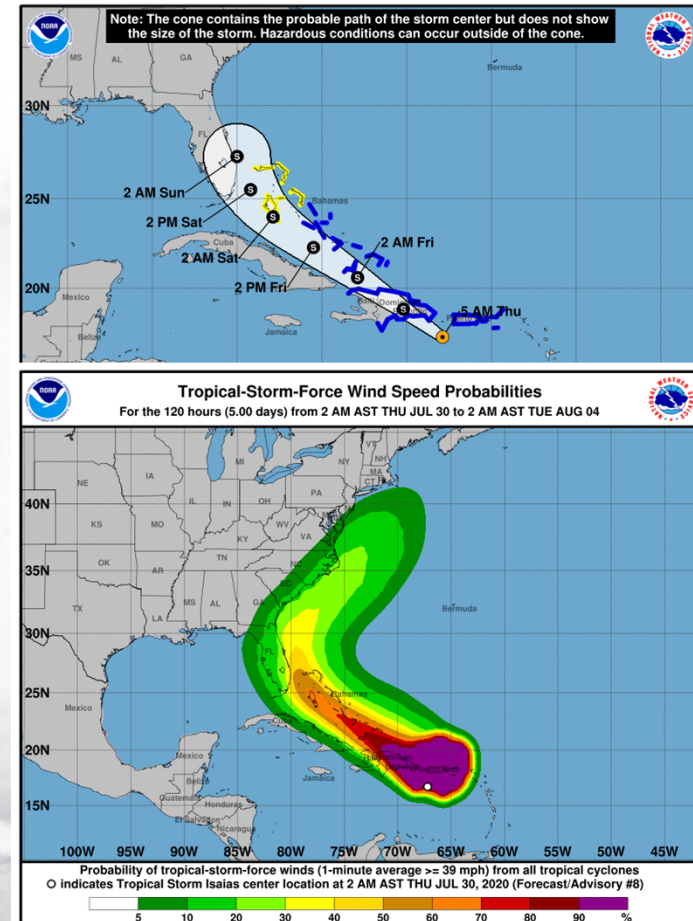 Note: The cone contains the probable path of the storm center but does not show
the size of the storm. Hazardous conditions can occur outside of the cone.
NOAA
MS AL GA
Bermuda
30N
FL
2 AM Sun
25N
2 PM Sat
Bahamas
Cuba
2 AM Sat
2 AM Fri
2 PM Fri
20N
Mexico
5 AM Thu
Jamaica
Belize
NOAA
Tropical-Storm-Force Wind Speed Probabilities
For the 120 hours (5.00 days) from 2 AM AST THU JUL 30 to 2 AM AST TUE AUG 04
VT
MI NY NH
MA
CT
IA
NE PA
40N
IL IN OH
KS MO WV VA
KY
TN NC
OK AR
35N
SC
MS AL GA
TX
Bermuda
LA
30N
FL
25N
Mexico Bahamas
Cuba
20N
Mexico
Jamaica
Belize
Guatemala
15N
Honduras
El Salvador
Nicaragua
100W 95W 90W 85W 80W 75W 70W 65W 60W 55W 50W 45W
Probability of tropical-storm-force winds (1-minute average >= 39 mph) from all tropical cyclones
indicates Tropical Storm Isaias center location at 2 AM AST THU JUL 30, 2020 (Forecast/Advisory #8)
5 10 20 30 40 50 60 70 80 90 %